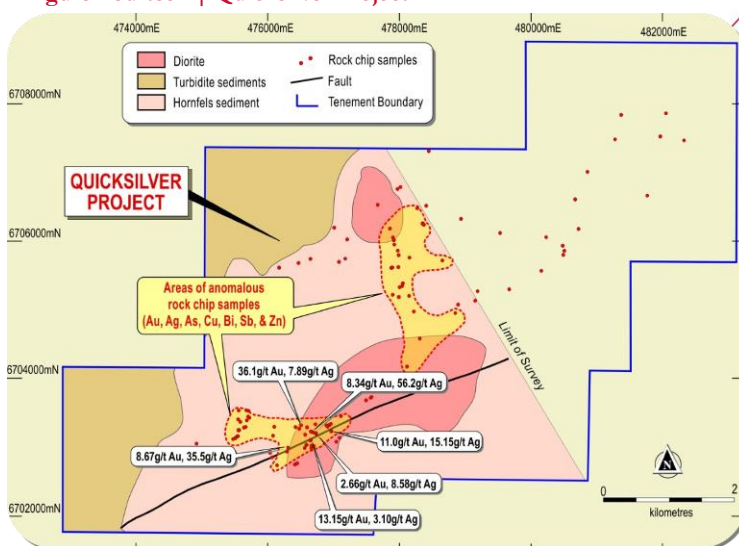 474000mE
476000mE
478000mE
480000mE
482000mE
Diorite
Turbidite sediments
Hornfels sediment
Rock chip samples
Fault
Tenement Boundary
6708000mN
QUICKSILVER
PROJECT
6706000mN
Areas of anomalous
rock chip samples
(Au, Ag, As, Cu, Bi, Sb, & Zn)
Limit of Survey
6704000mN
36.1g/t Au, 7.89g/t Ag
8.34g/t Au, 56.2g/t Ag
8.67g/t Au, 35.5g/t Ag
11.0g/t Au, 15.15g/t Ag
2.66g/t Au, 8.58g/t Ag
13.15g/t Au, 3.10g/t Ag
6702000mN
N
0 2
kilometres